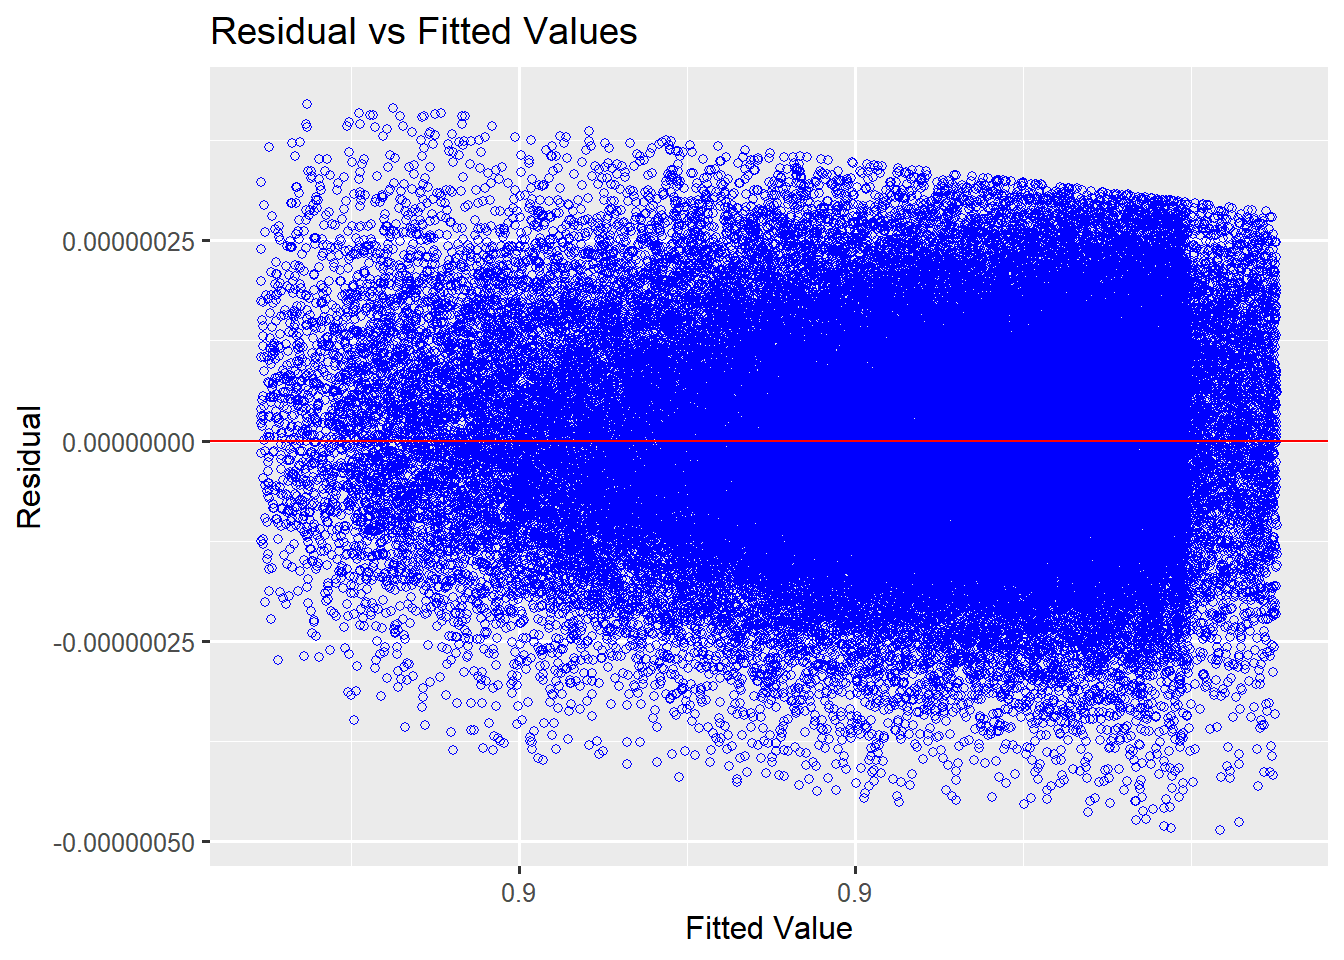 Residual vs Fitted Values
Residual
0.00000025
0.00000000
-0.00000025
-0.00000050
0.9 0.9
Fitted Value